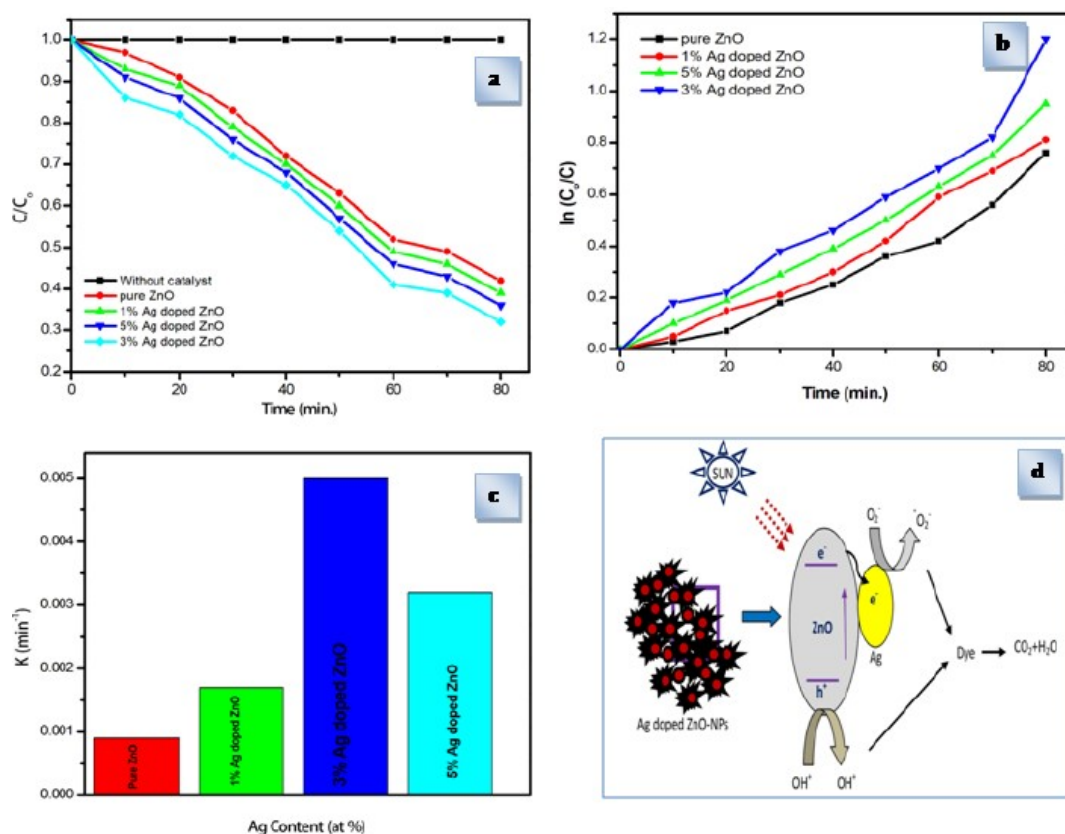 a
1.0
0.9
0.8
0.7
0.6
0.5
0.4
0.3
0.2
C/Cₒ
Without catalyst
pure ZnO
1% Ag doped ZnO
5% Ag doped ZnO
3% Ag doped ZnO
0 20 40 60 80
Time (min.)
b
pure ZnO
1% Ag doped ZnO
5% Ag doped ZnO
3% Ag doped ZnO
1.2
1.0
0.8
0.6
0.4
0.2
0.0
ln (Cₒ/C)
0 10 20 30 40 50 60 70 80
Time (min.)
c
0.005
0.004
0.003
0.002
0.001
0.000
K (min⁻¹)
Pure ZnO
1% Ag doped ZnO
3% Ag doped ZnO
5% Ag doped ZnO
Ag Content (at %)
d
SUN
O₂⁻ ˙O₂⁻
e⁻
e⁻
ZnO
Ag
h⁺
Dye
CO₂+H₂O
Ag doped ZnO-NPs
OH⁺ OH⁺